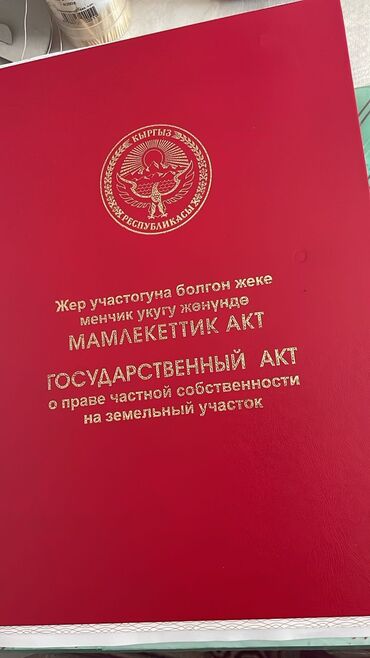 КЫРГЫЗ
РЕСПУБЛИКАСЫ
Жер участогуна болгон жеке
менчик укугу жөнүндө
МАМЛЕКЕТТИК АКТ
ГОСУДАРСТВЕННЫЙ АКТ
о праве частной собственности
на земельный участок